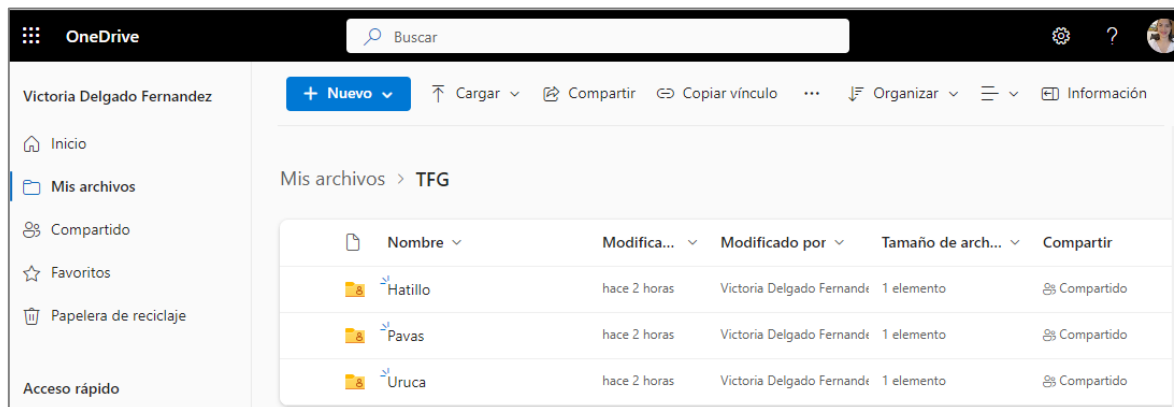 OneDrive
Buscar
?
Victoria Delgado Fernandez
Inicio
Mis archivos
Compartido
Favoritos
Papelera de reciclaje
Acceso rápido
+ Nuevo
Cargar
Compartir
Copiar vínculo
...
Organizar
Información
Mis archivos > TFG
Nombre Modifica... Modificado por Tamaño de arch... Compartir
Hatillo hace 2 horas Victoria Delgado Fernande 1 elemento Compartido
Pavas hace 2 horas Victoria Delgado Fernande 1 elemento Compartido
Uruca hace 2 horas Victoria Delgado Fernande 1 elemento Compartido